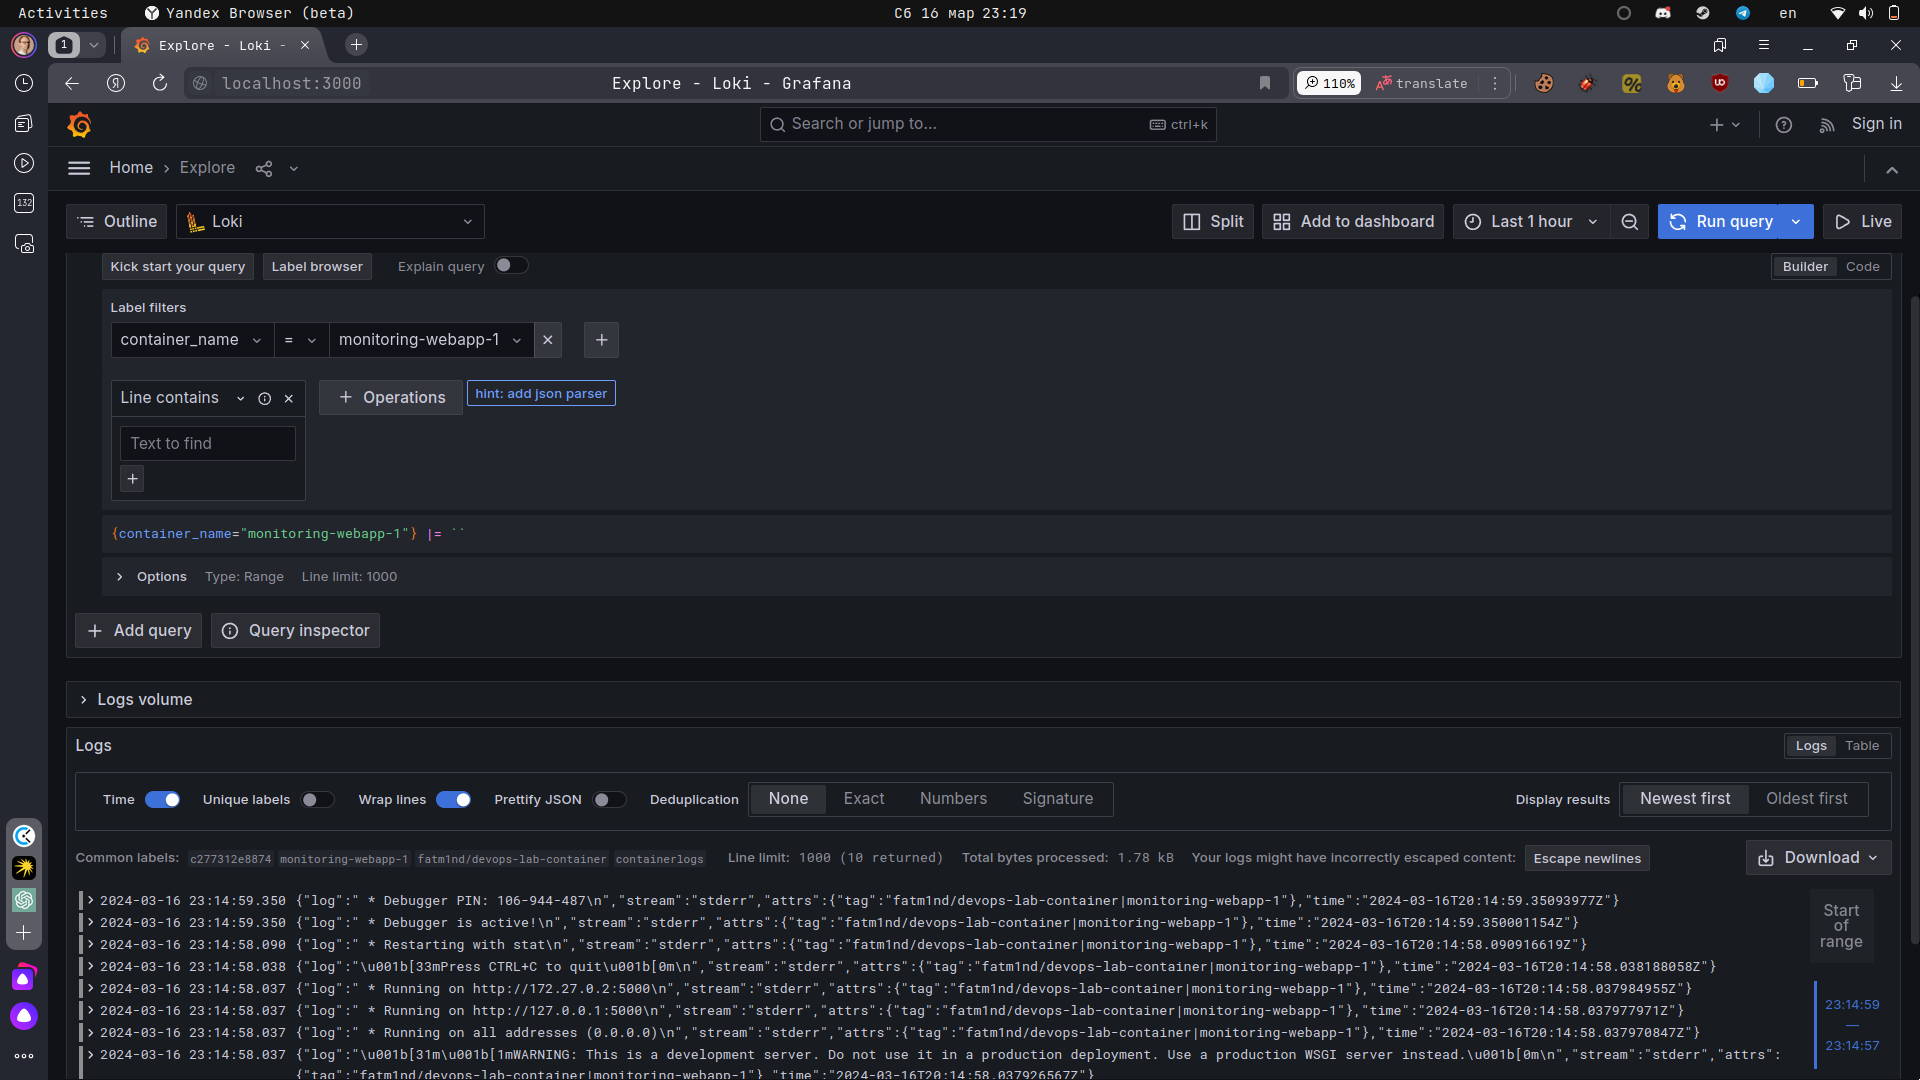 Activities Yandex Browser (beta) Сб 16 мар 23:19 en
1 Explore - Loki -
localhost:3000 Explore - Loki - Grafana 110% translate
Search or jump to... ctrl+k Sign in
Home › Explore
132
Outline Loki Split Add to dashboard Last 1 hour Run query Live
Kick start your query Label browser Explain query Builder Code
Label filters
container_name = monitoring-webapp-1
Line contains Operations hint: add json parser
Text to find
{container_name="monitoring-webapp-1"} |= ``
Options Type: Range Line limit: 1000
Add query Query inspector
Logs volume
Logs Logs Table
Time Unique labels Wrap lines Prettify JSON Deduplication None Exact Numbers Signature Display results Newest first Oldest first
Common labels: c277312e8874 monitoring-webapp-1 fatm1nd/devops-lab-container containerlogs Line limit: 1000 (10 returned) Total bytes processed: 1.78 kB Your logs might have incorrectly escaped content: Escape newlines Download
2024-03-16 23:14:59.350 {"log":" * Debugger PIN: 106-944-487\n","stream":"stderr","attrs":{"tag":"fatm1nd/devops-lab-container|monitoring-webapp-1"},"time":"2024-03-16T20:14:59.35093977Z"}
2024-03-16 23:14:59.350 {"log":" * Debugger is active!\n","stream":"stderr","attrs":{"tag":"fatm1nd/devops-lab-container|monitoring-webapp-1"},"time":"2024-03-16T20:14:59.350001154Z"}
2024-03-16 23:14:58.090 {"log":" * Restarting with stat\n","stream":"stderr","attrs":{"tag":"fatm1nd/devops-lab-container|monitoring-webapp-1"},"time":"2024-03-16T20:14:58.090916619Z"}
2024-03-16 23:14:58.038 {"log":"\u001b[33mPress CTRL+C to quit\u001b[0m\n","stream":"stderr","attrs":{"tag":"fatm1nd/devops-lab-container|monitoring-webapp-1"},"time":"2024-03-16T20:14:58.038188058Z"}
2024-03-16 23:14:58.037 {"log":" * Running on http://172.27.0.2:5000\n","stream":"stderr","attrs":{"tag":"fatm1nd/devops-lab-container|monitoring-webapp-1"},"time":"2024-03-16T20:14:58.037984955Z"}
2024-03-16 23:14:58.037 {"log":" * Running on http://127.0.0.1:5000\n","stream":"stderr","attrs":{"tag":"fatm1nd/devops-lab-container|monitoring-webapp-1"},"time":"2024-03-16T20:14:58.037977971Z"}
2024-03-16 23:14:58.037 {"log":" * Running on all addresses (0.0.0.0)\n","stream":"stderr","attrs":{"tag":"fatm1nd/devops-lab-container|monitoring-webapp-1"},"time":"2024-03-16T20:14:58.037970847Z"}
2024-03-16 23:14:58.037 {"log":"\u001b[31m\u001b[1mWARNING: This is a development server. Do not use it in a production deployment. Use a production WSGI server instead.\u001b[0m\n","stream":"stderr","attrs":
{"tag":"fatm1nd/devops-lab-container|monitoring-webapp-1"},"time":"2024-03-16T20:14:58.037926567Z"}
Start
of
range
23:14:59
—
23:14:57